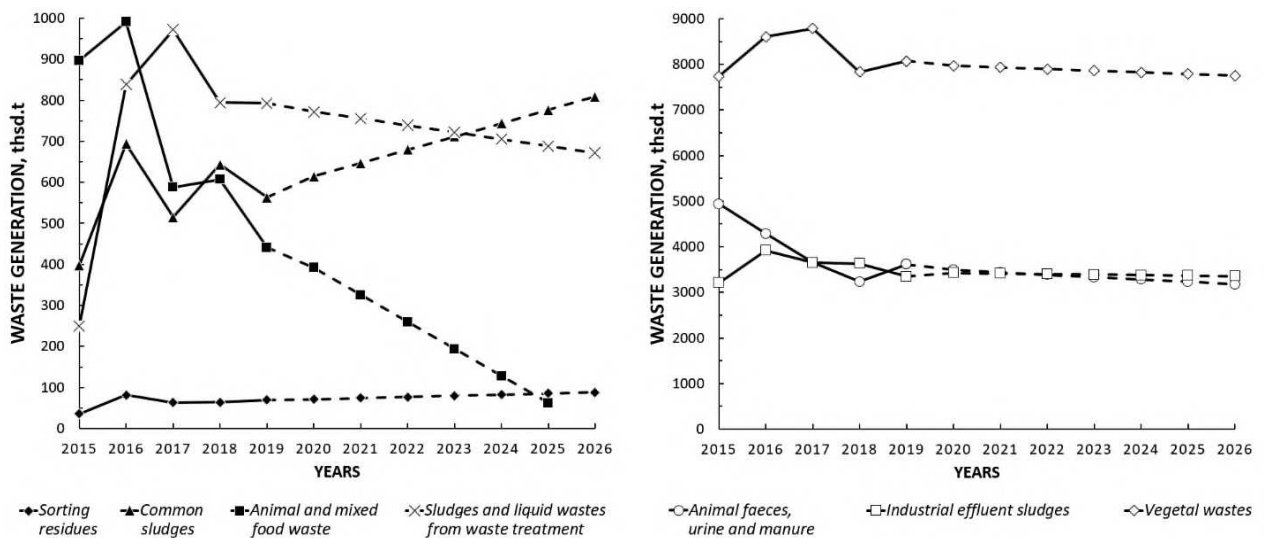 WASTE GENERATION, thsd.t
1000
900
800
700
600
500
400
300
200
100
0
2015 2016 2017 2018 2019 2020 2021 2022 2023 2024 2025 2026
YEARS
Sorting residues
Common sludges
Animal and mixed food waste
Sludges and liquid wastes from waste treatment
WASTE GENERATION, thsd.t
9000
8000
7000
6000
5000
4000
3000
2000
1000
0
2015 2016 2017 2018 2019 2020 2021 2022 2023 2024 2025 2026
YEARS
Animal faeces, urine and manure
Industrial effluent sludges
Vegetal wastes